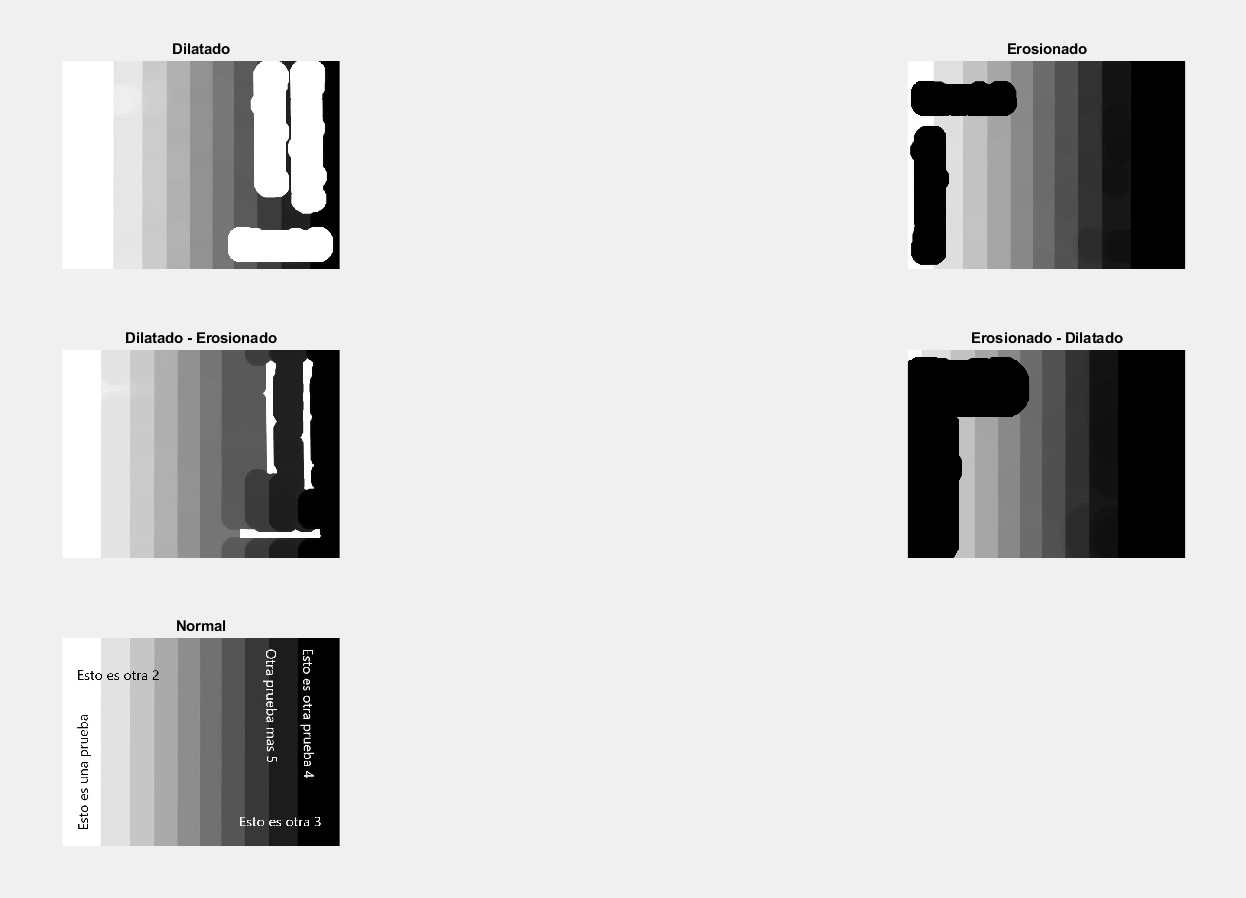 Dilatado
Erosionado
Dilatado - Erosionado
Erosionado - Dilatado
Normal
Esto es otra 2
Esto es una prueba
Otra prueba mas 5
Esto es otra prueba 4
Esto es otra 3